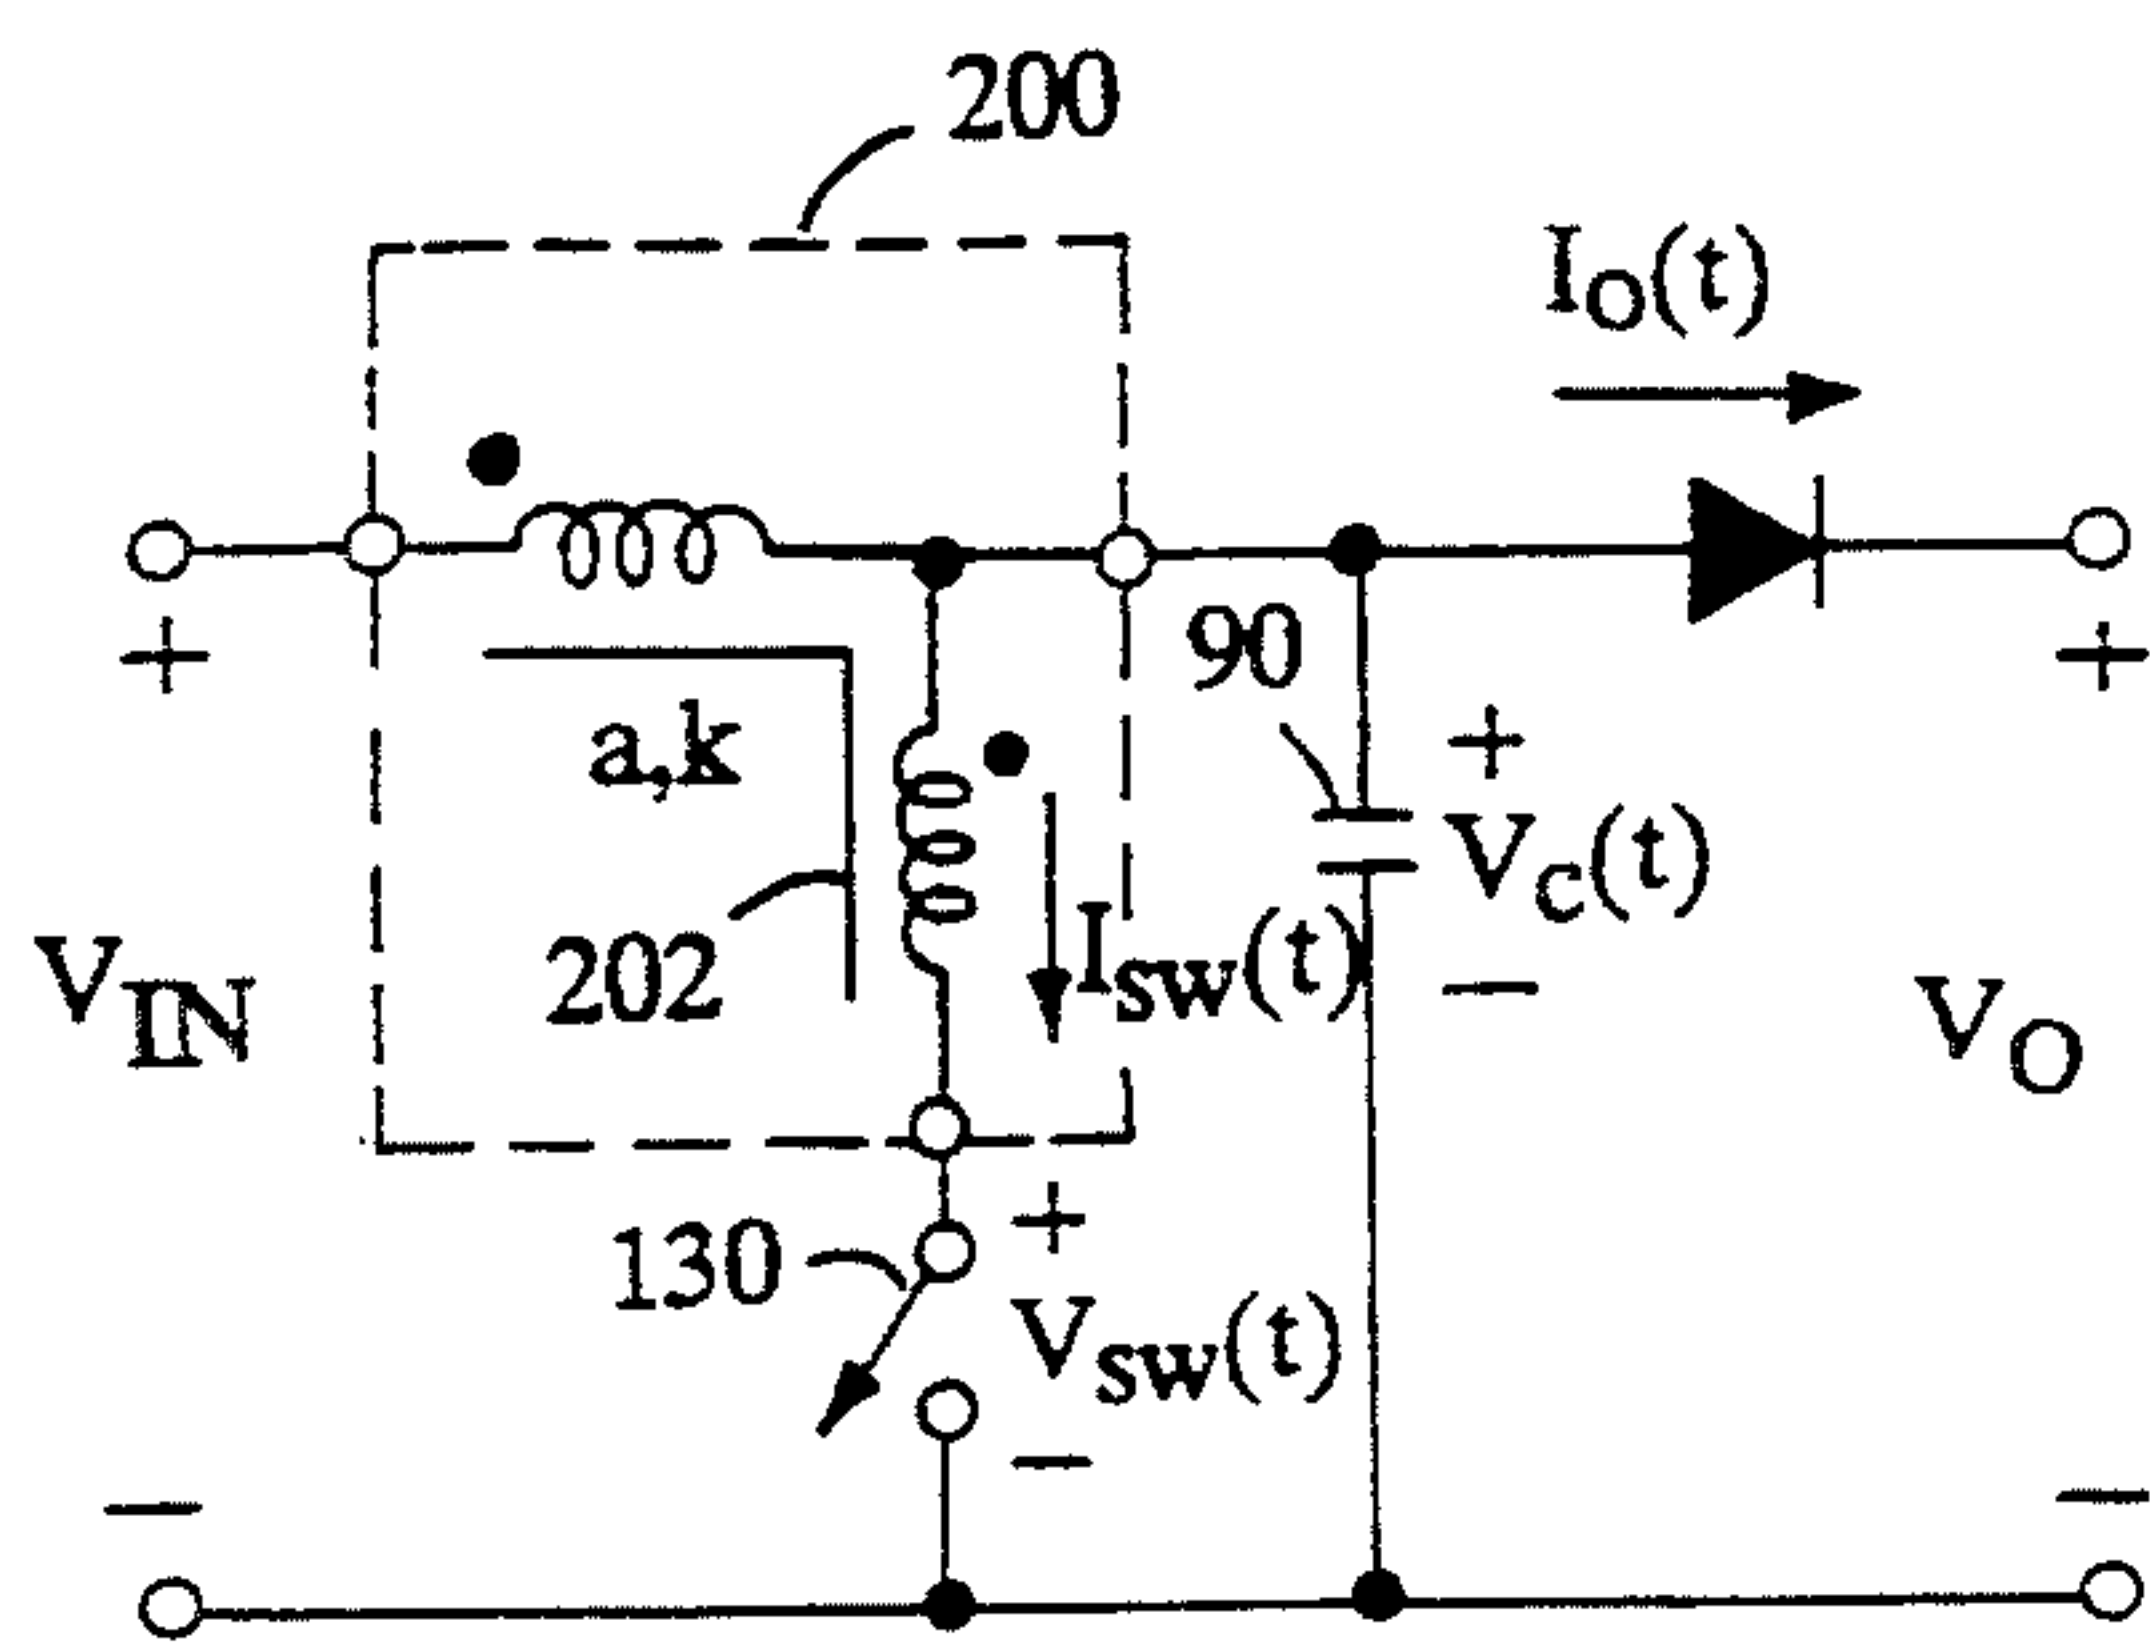 200
I_O(t)
+
a,k
90
+
+
V_C(t)
202
I_SW(t)
V_IN
−
V_O
130
+
V_SW(t)
−
−
−